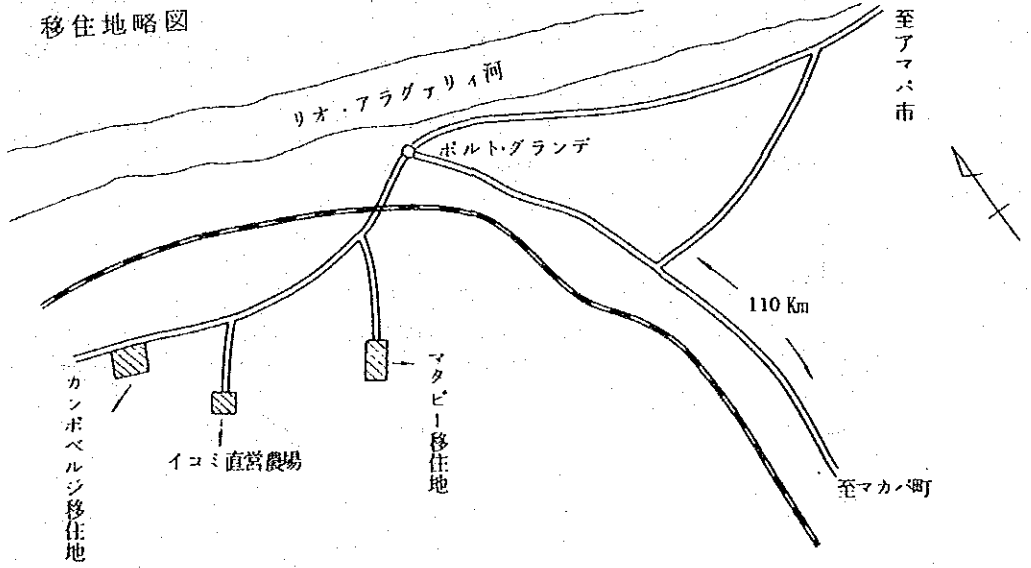 移住地略図
至アマパ市
リオ・アラグァリィ河
ポルト・グランデ
110 Km
マタピー移住地
カンポベルジ移住地
イコミ直営農場
至マカパ町